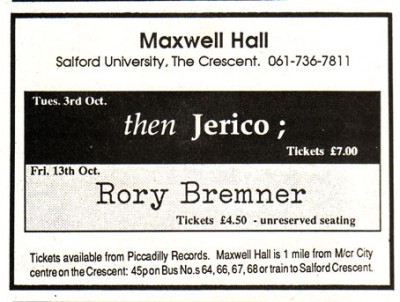 Maxwell Hall
Salford University, The Crescent. 061-736-7811
Tues. 3rd Oct.
then Jerico ;
Tickets £7.00
Fri. 13th Oct.
Rory Bremner
Tickets £4.50 - unreserved seating
Tickets available from Piccadilly Records. Maxwell Hall is 1 mile from M/cr City
centre on the Crescent: 45p on Bus No.s 64, 66, 67, 68 or train to Salford Crescent.